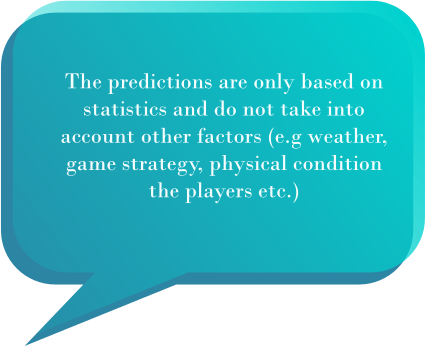 The predictions are only based on
statistics and do not take into
account other factors (e.g weather,
game strategy, physical condition
the players etc.)